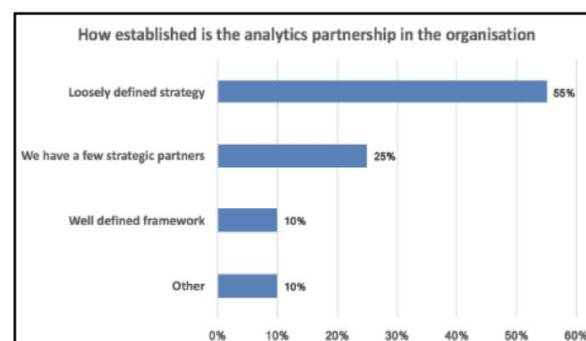 How established is the analytics partnership in the organisation
Loosely defined strategy
55%
We have a few strategic partners
25%
Well defined framework
10%
Other
10%
0% 10% 20% 30% 40% 50% 60%